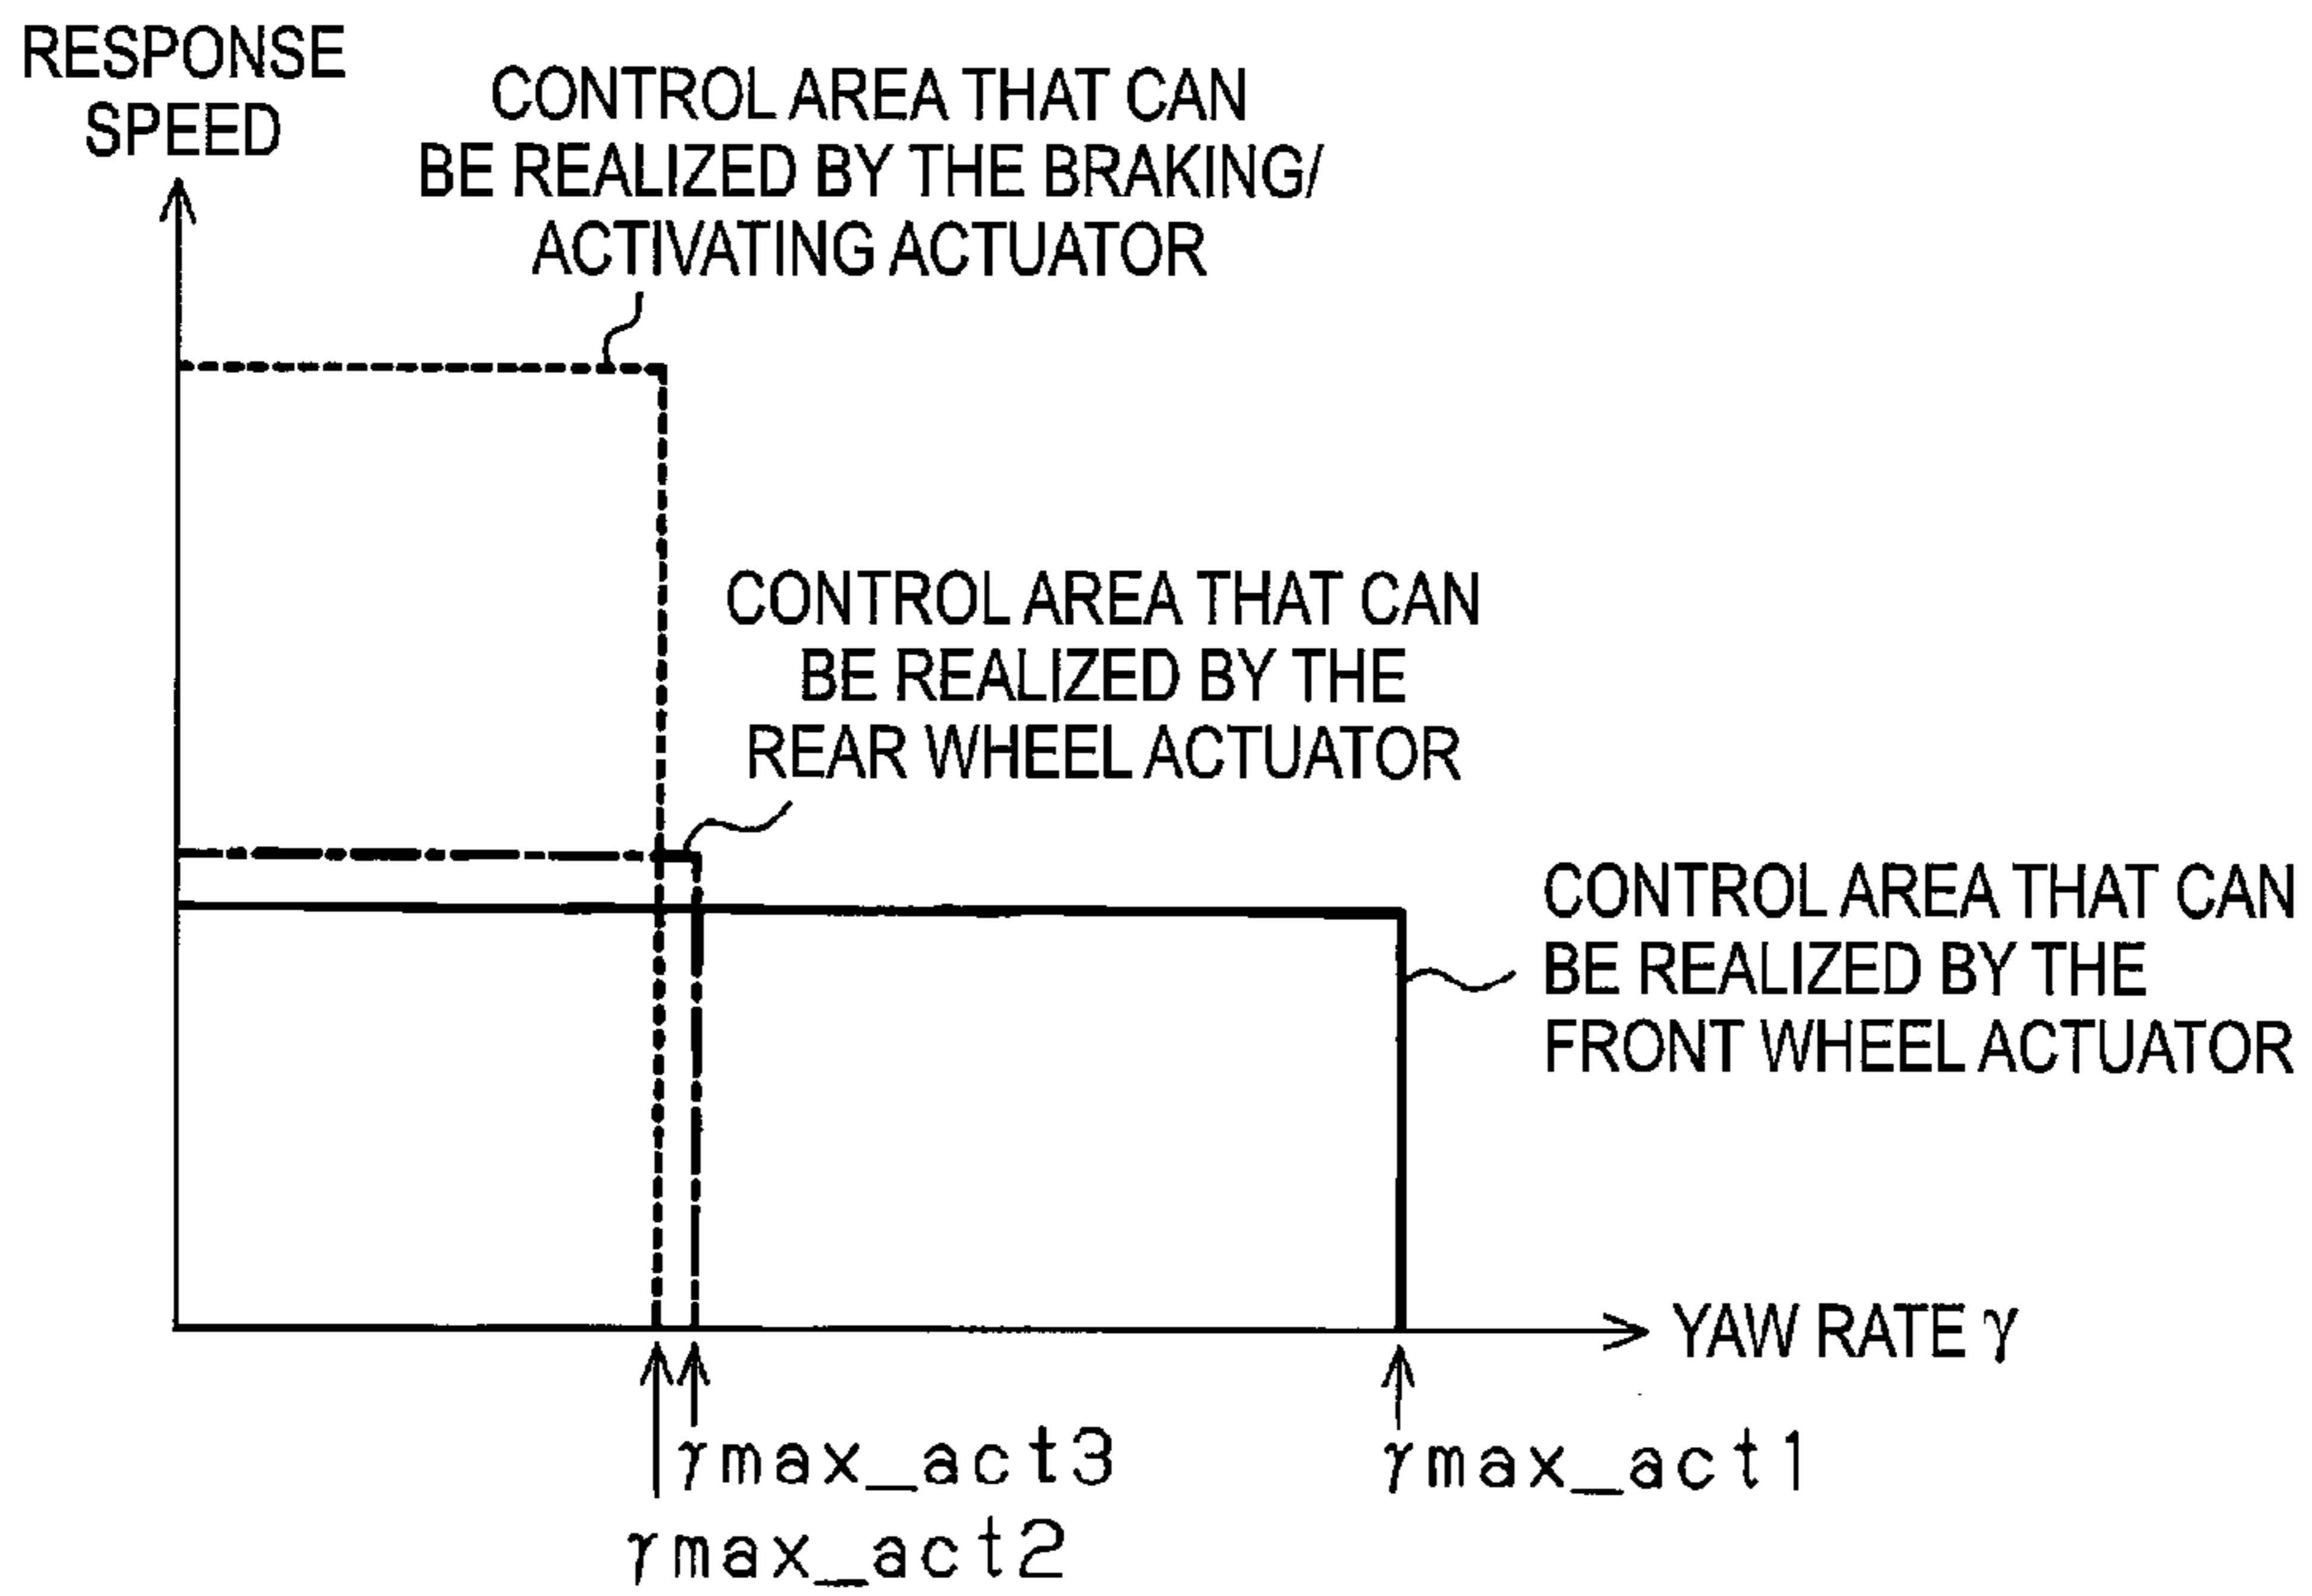 RESPONSE
SPEED
CONTROL AREA THAT CAN
BE REALIZED BY THE BRAKING/
ACTIVATING ACTUATOR
CONTROL AREA THAT CAN
BE REALIZED BY THE
REAR WHEEL ACTUATOR
CONTROL AREA THAT CAN
BE REALIZED BY THE
FRONT WHEEL ACTUATOR
YAW RATE γ
γmax_act3
γmax_act1
γmax_act2